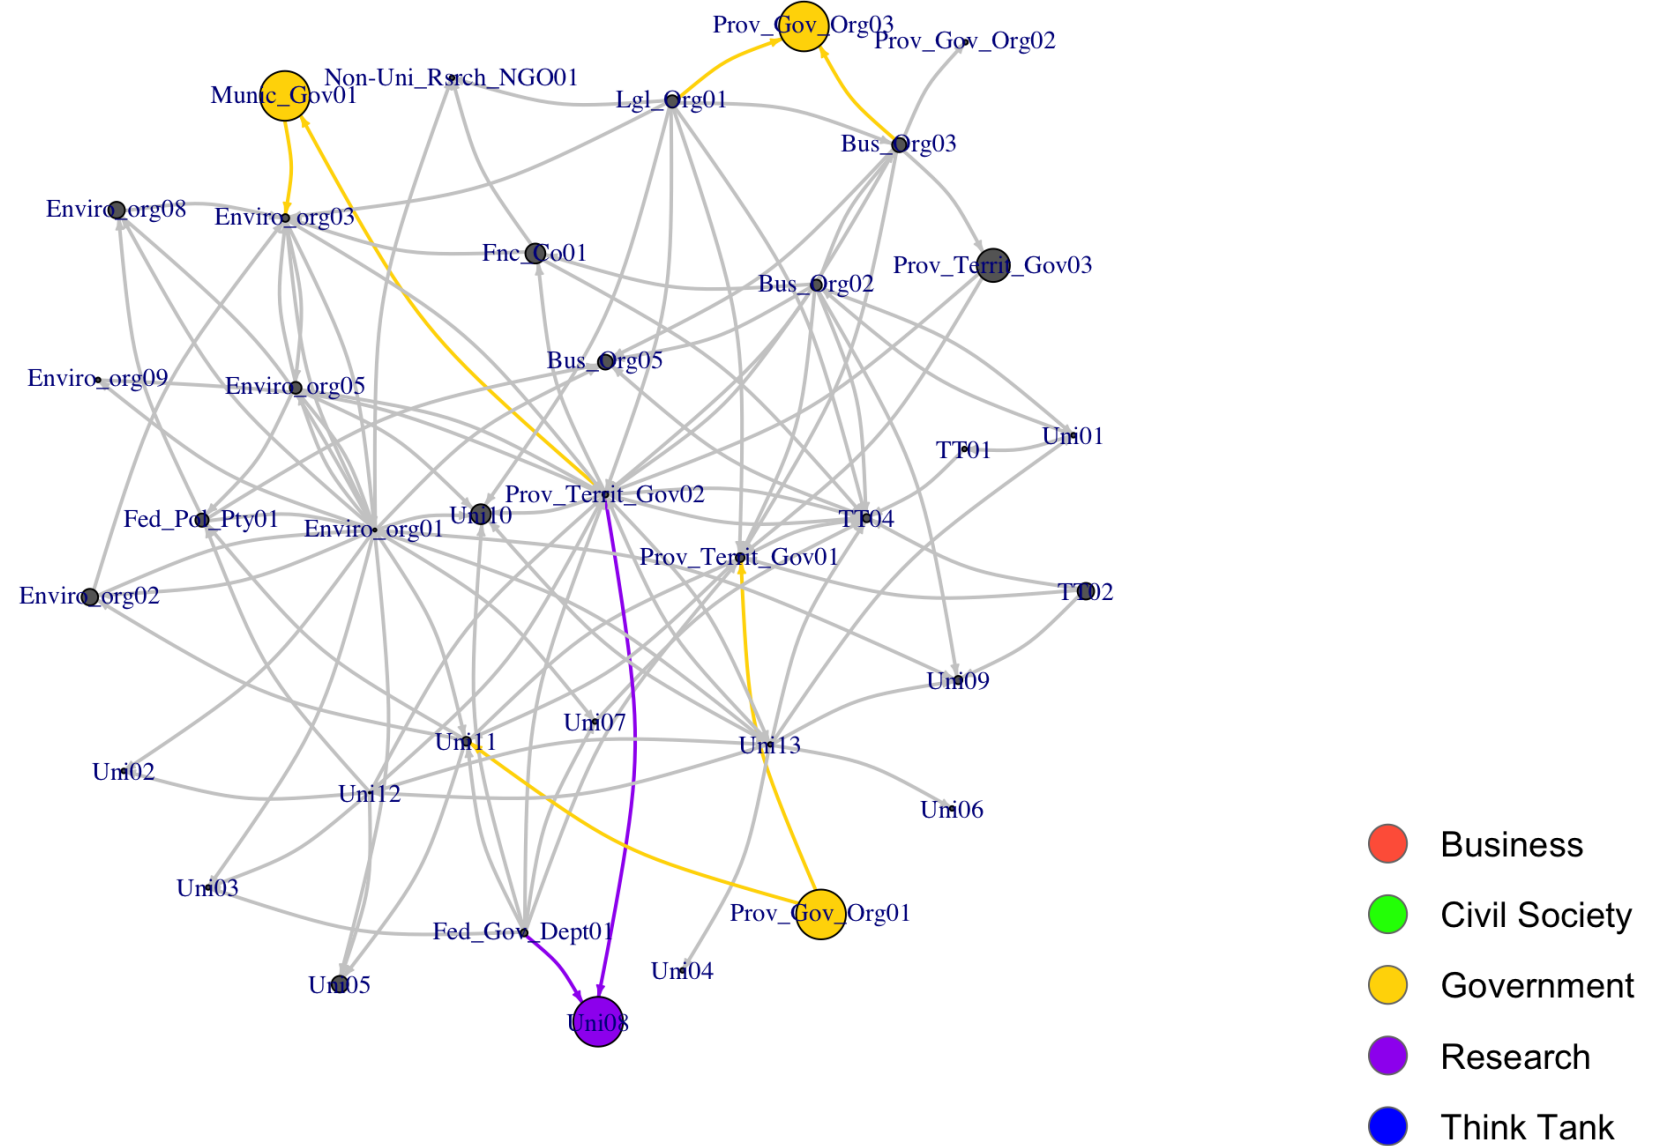 Prov_Gov_Org03
Prov_Gov_Org02
Non-Uni_Rsrch_NGO01
Munic_Gov01
Lgl_Org01
Bus_Org03
Enviro_org08
Enviro_org03
Fnc_Co01
Prov_Territ_Gov03
Bus_Org02
Bus_Org05
Enviro_org09
Enviro_org05
Uni01
TT01
Prov_Territ_Gov02
Fed_Pol_Pty01
Enviro_org01
Uni10
TT04
Prov_Territ_Gov01
Enviro_org02
TT02
Uni09
Uni07
Uni11
Uni13
Uni02
Uni12
Uni06
Business
Uni03
Prov_Gov_Org01
Civil Society
Fed_Gov_Dept01
Uni04
Uni05
Government
Uni08
Research
Think Tank